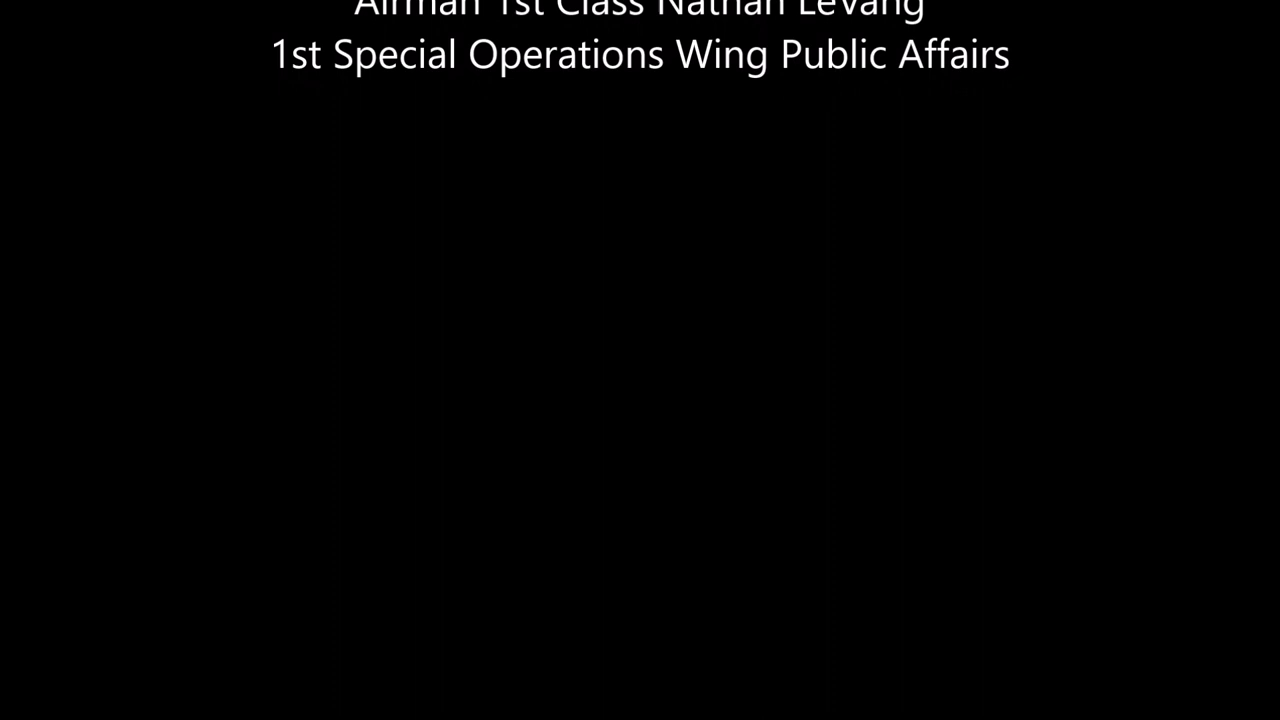 Airman 1st Class Nathan LeVang
1st Special Operations Wing Public Affairs